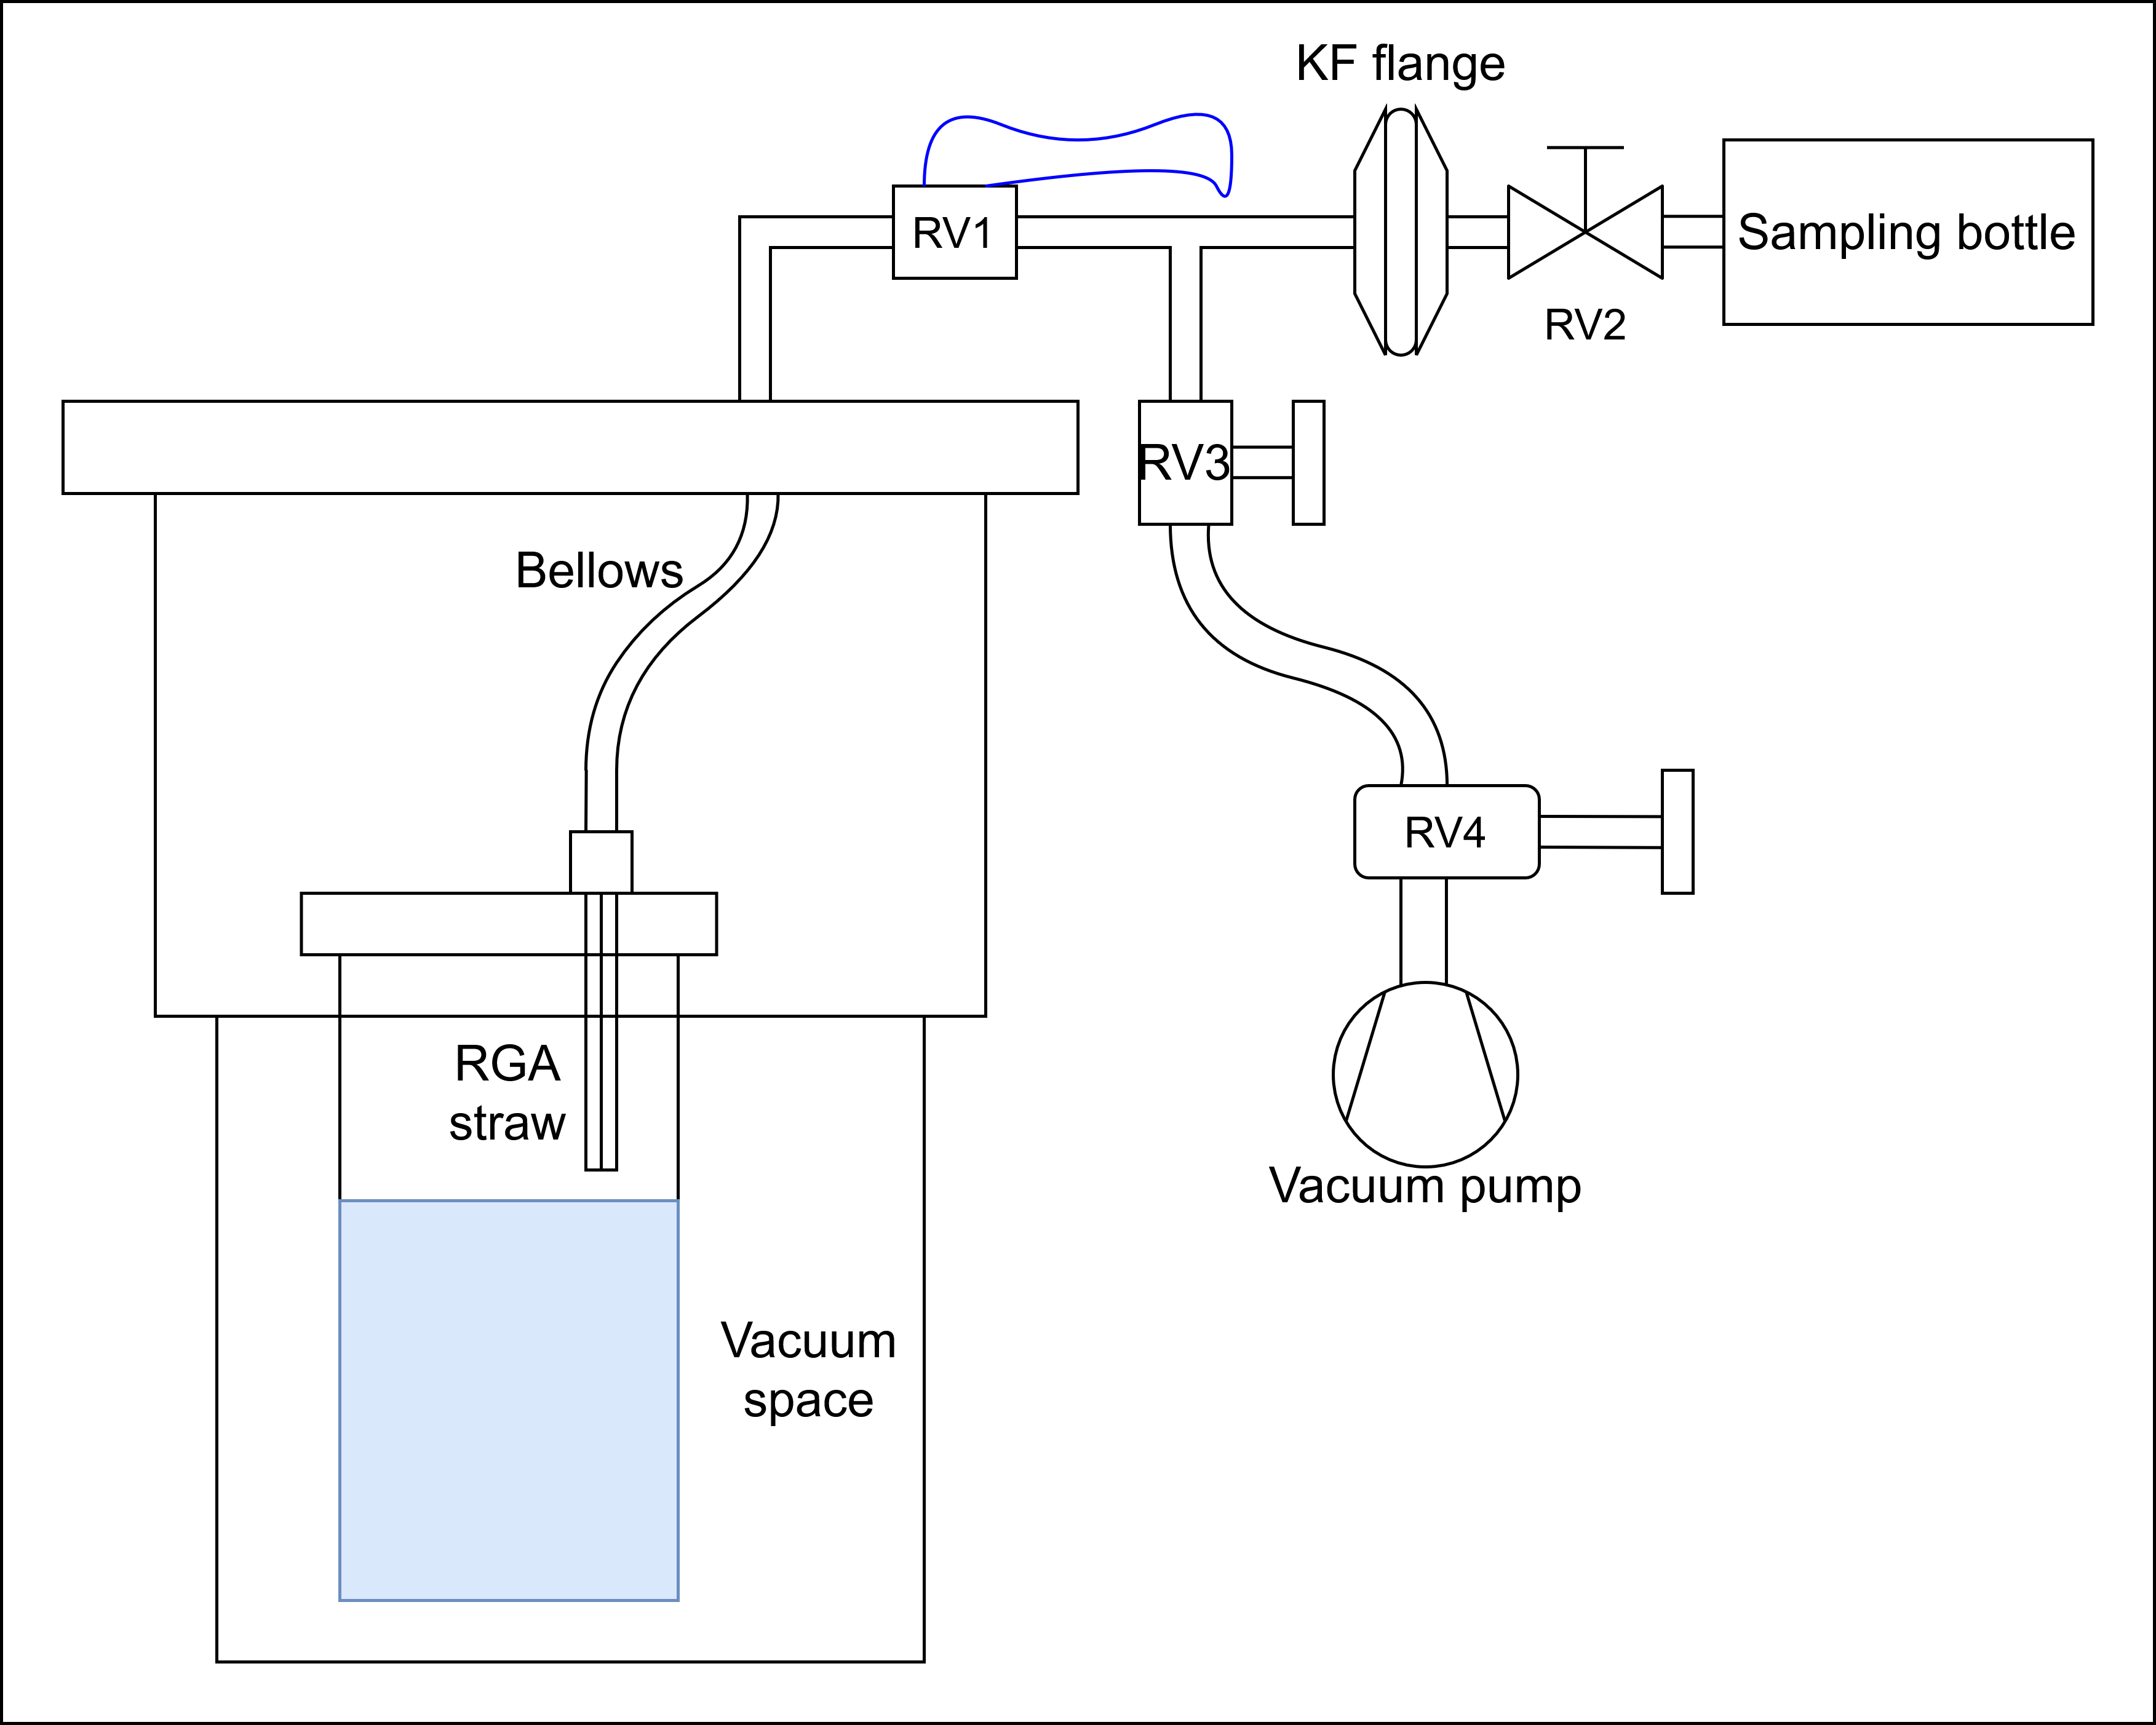 KF flange
RV1
Sampling bottle
RV2
RV3
Bellows
RV4
RGA
straw
Vacuum pump
Vacuum
space